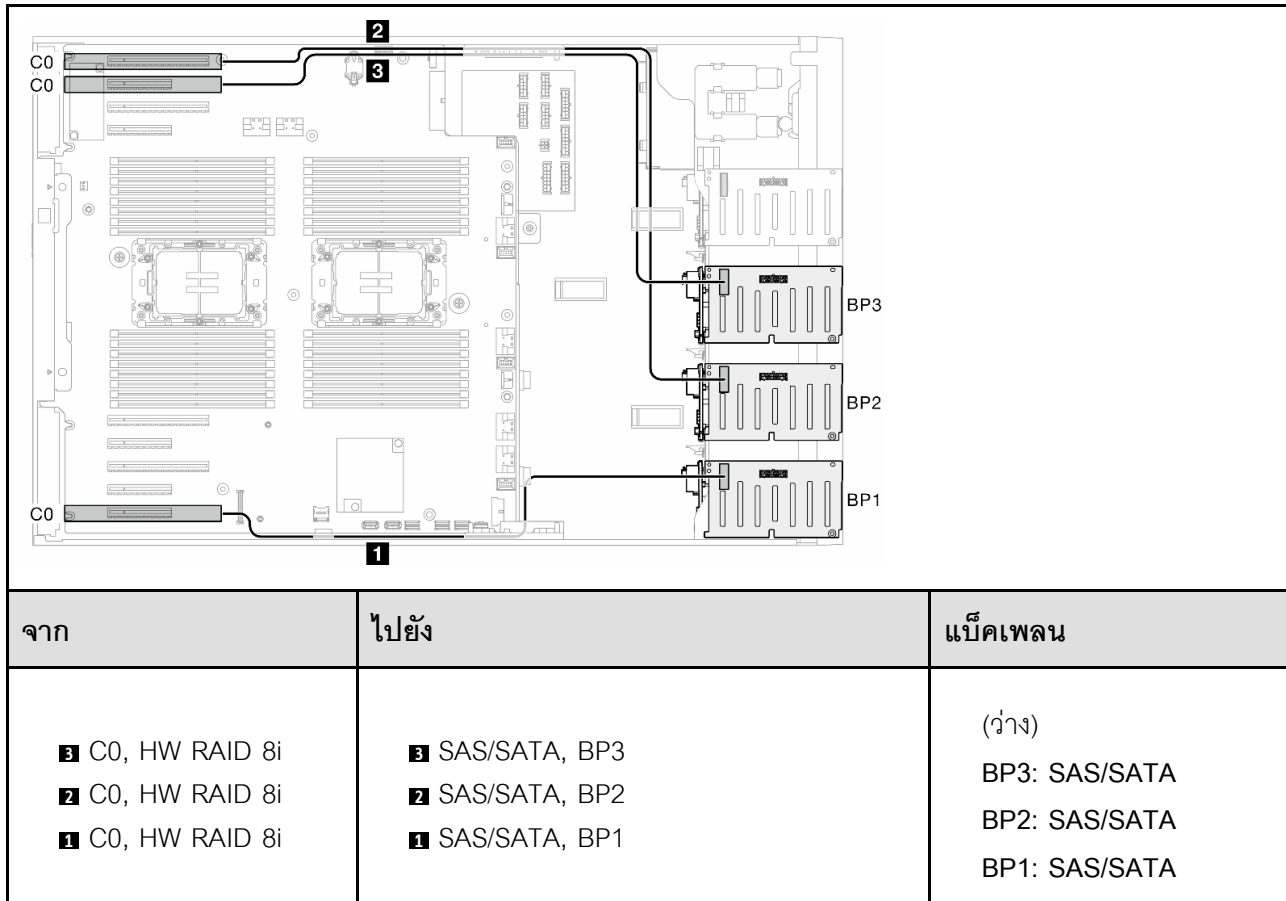 2
3
C0
C0
BP3
BP2
BP1
C0
1
จาก
ไปยัง
แบ็คเพลน
3 C0, HW RAID 8i
2 C0, HW RAID 8i
1 C0, HW RAID 8i
3 SAS/SATA, BP3
2 SAS/SATA, BP2
1 SAS/SATA, BP1
(ว่าง)
BP3: SAS/SATA
BP2: SAS/SATA
BP1: SAS/SATA